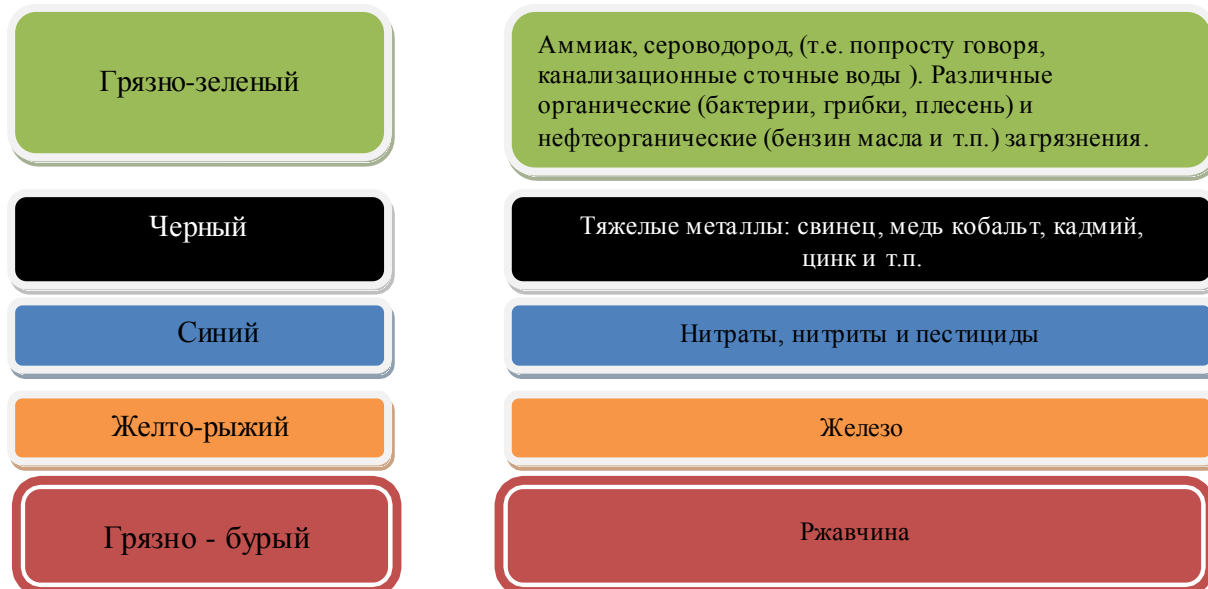 Грязно-зеленый
Аммиак, сероводород, (т.е. попросту говоря,
канализационные сточные воды ). Различные
органические (бактерии, грибки, плесень) и
нефтеорганические (бензин масла и т.п.) загрязнения.
Черный
Тяжелые металлы: свинец, медь кобальт, кадмий,
цинк и т.п.
Синий
Нитраты, нитриты и пестициды
Желто-рыжий
Железо
Грязно - бурый
Ржавчина